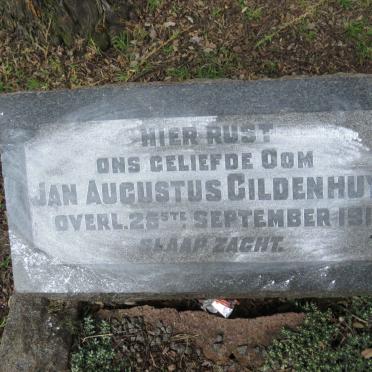 HIER RUST
ONS GELIEFDE OOM
JAN AUGUSTUS GILDENHUY
OVERL. 25STE. SEPTEMBER 191
SLAAP ZACHT.